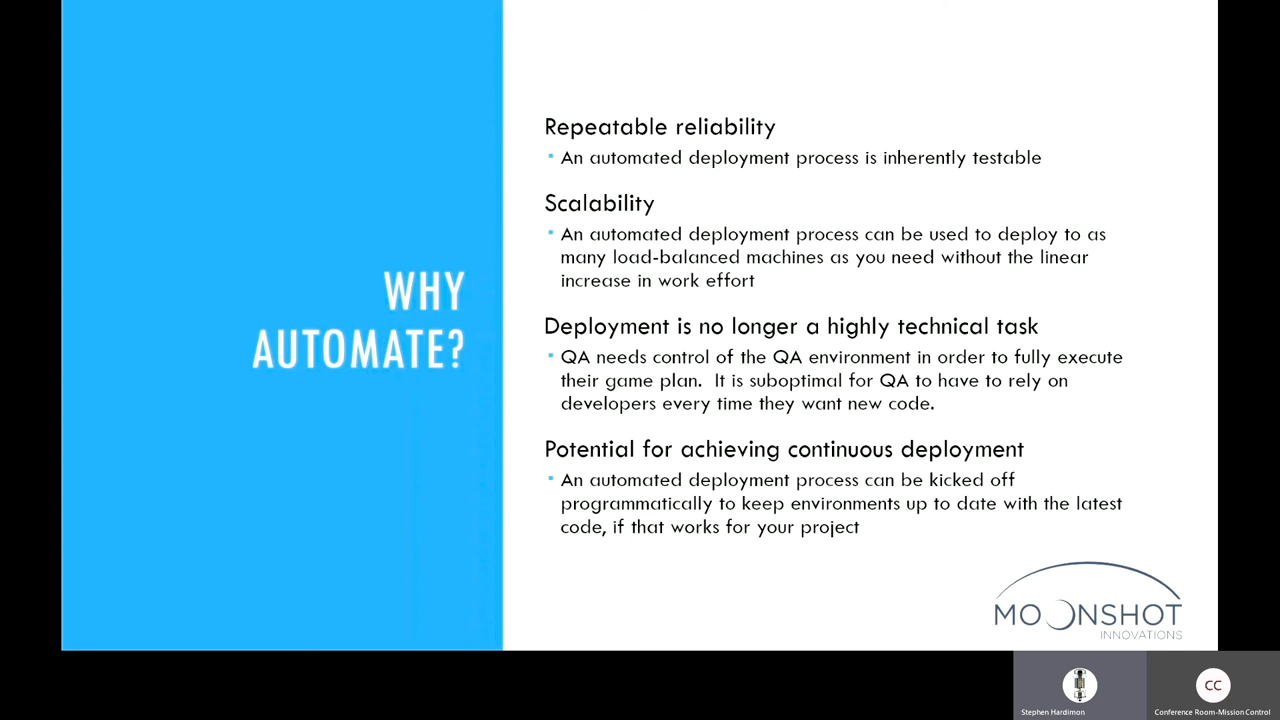 WHY
AUTOMATE?
Repeatable reliability
▪ An automated deployment process is inherently testable
Scalability
▪ An automated deployment process can be used to deploy to as
many load-balanced machines as you need without the linear
increase in work effort
Deployment is no longer a highly technical task
▪ QA needs control of the QA environment in order to fully execute
their game plan.  It is suboptimal for QA to have to rely on
developers every time they want new code.
Potential for achieving continuous deployment
▪ An automated deployment process can be kicked off
programmatically to keep environments up to date with the latest
code, if that works for your project
MOONSHOT
INNOVATIONS
Stephen Hardimon
CC
Conference Room-Mission Control